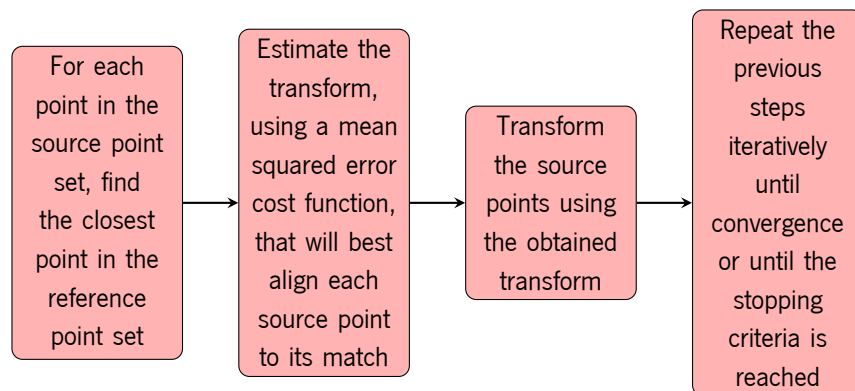 For each
point in the
source point
set, find
the closest
point in the
reference
point set
Estimate the
transform,
using a mean
squared error
cost function,
that will best
align each
source point
to its match
Transform
the source
points using
the obtained
transform
Repeat the
previous
steps
iteratively
until
convergence
or until the
stopping
criteria is
reached